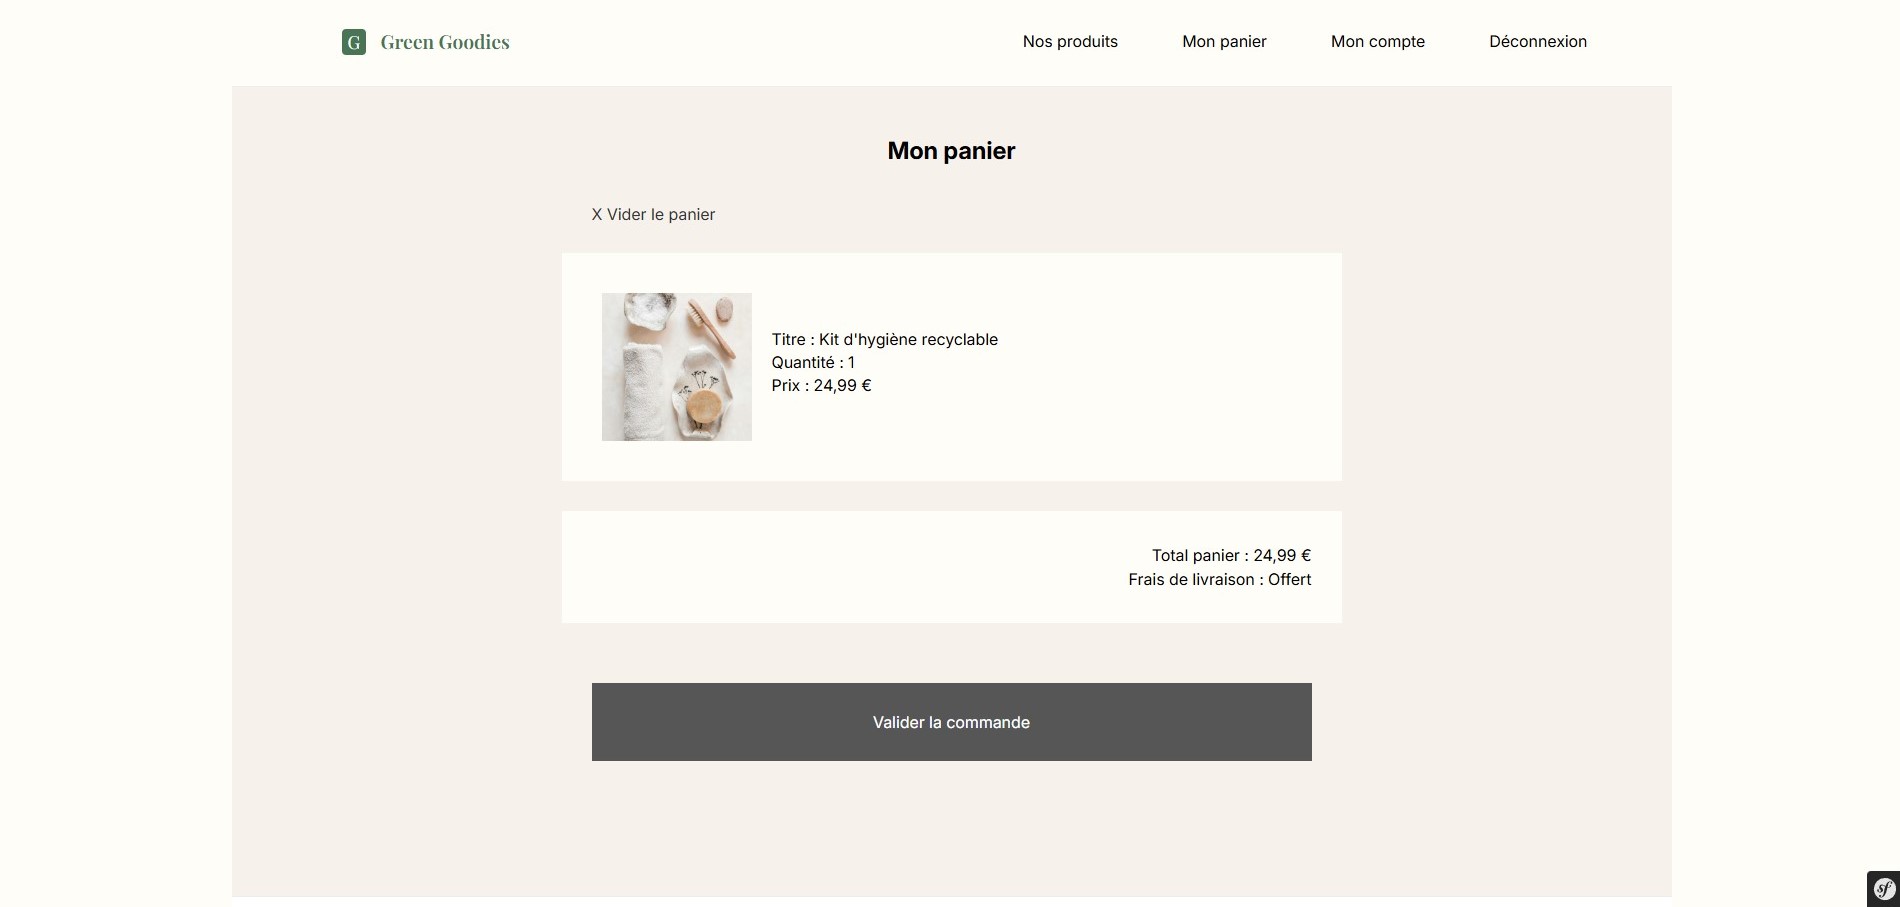 G Green Goodies
Nos produits
Mon panier
Mon compte
Déconnexion
Mon panier
X Vider le panier
Titre : Kit d'hygiène recyclable
Quantité : 1
Prix : 24,99 €
Total panier : 24,99 €
Frais de livraison : Offert
Valider la commande
sf